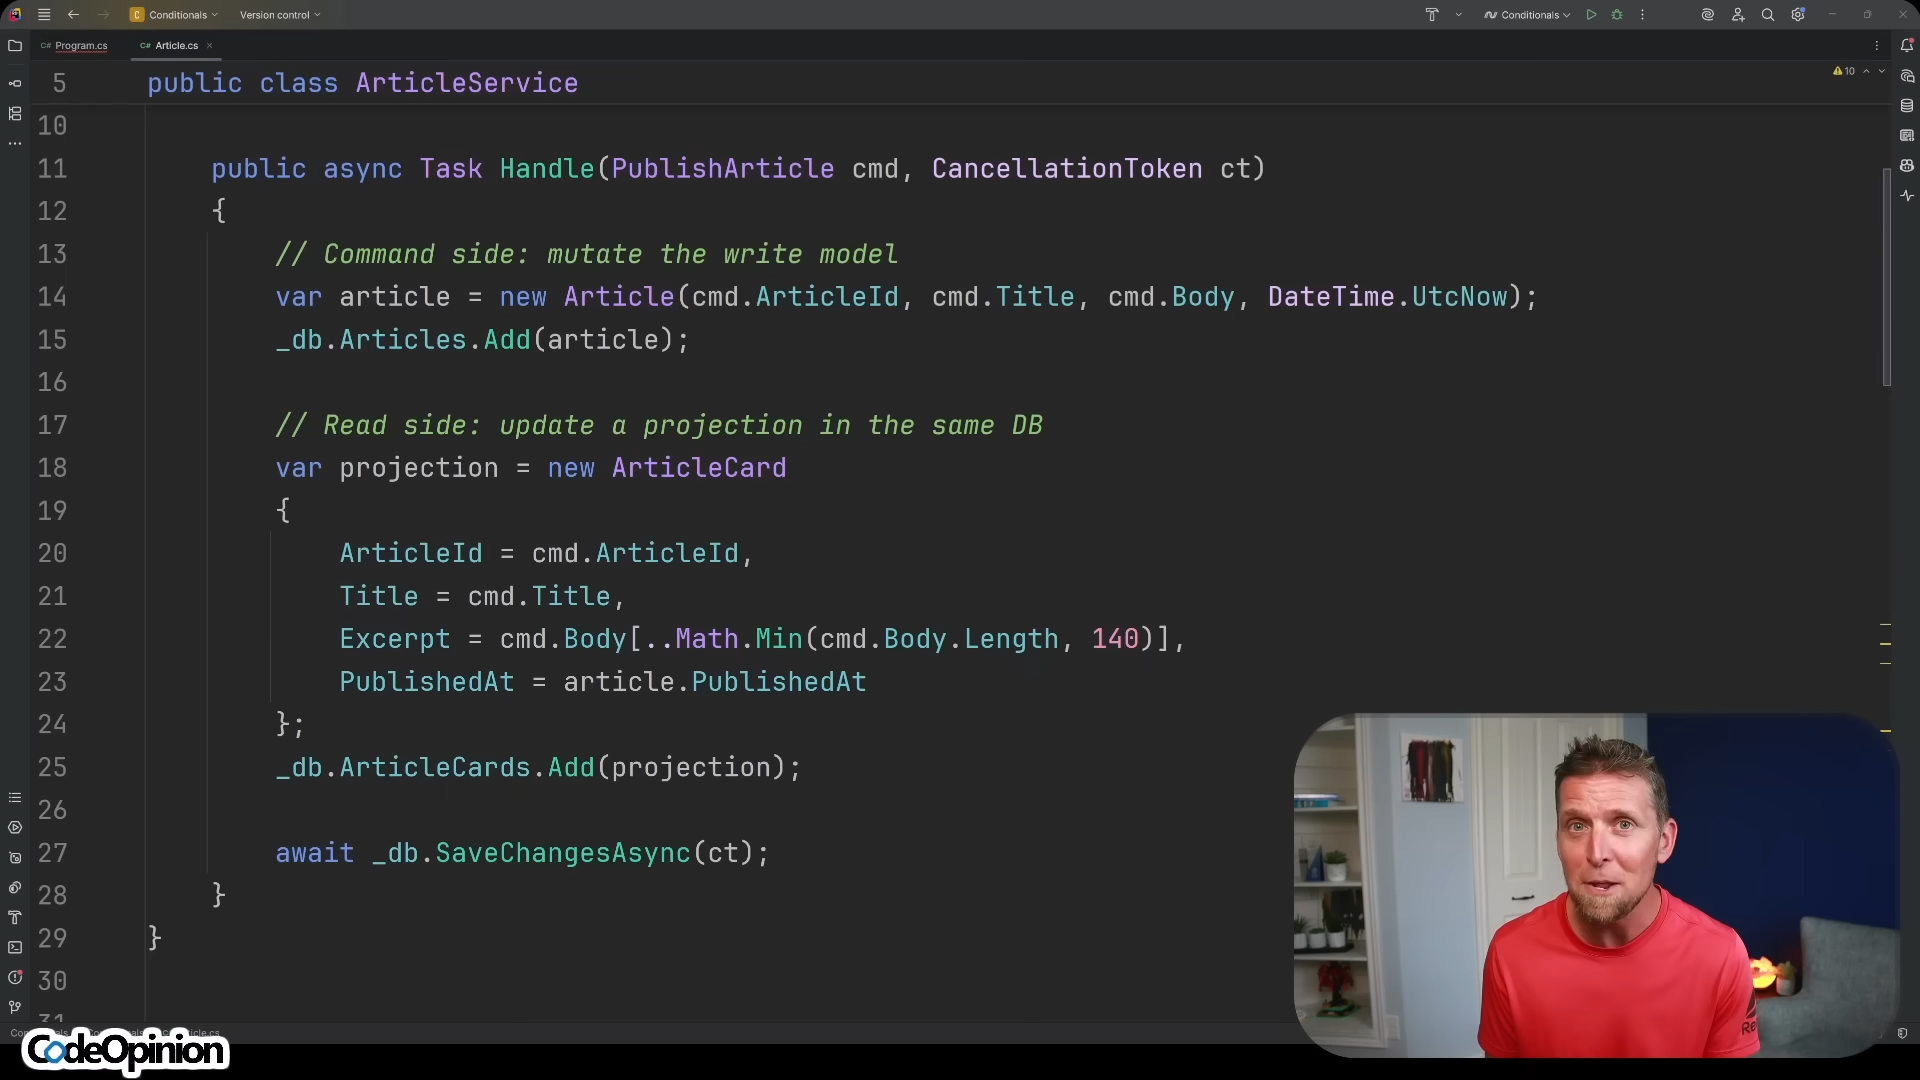 C Conditionals Version control Conditionals
C# Program.cs C# Article.cs
5 public class ArticleService
10
10
11 public async Task Handle(PublishArticle cmd, CancellationToken ct)
12 {
13 // Command side: mutate the write model
14 var article = new Article(cmd.ArticleId, cmd.Title, cmd.Body, DateTime.UtcNow);
15 _db.Articles.Add(article);
16
17 // Read side: update a projection in the same DB
18 var projection = new ArticleCard
19 {
20 ArticleId = cmd.ArticleId,
21 Title = cmd.Title,
22 Excerpt = cmd.Body[..Math.Min(cmd.Body.Length, 140)],
23 PublishedAt = article.PublishedAt
24 };
25 _db.ArticleCards.Add(projection);
26
27 await _db.SaveChangesAsync(ct);
28 }
29 }
30
31
CodeOpinion